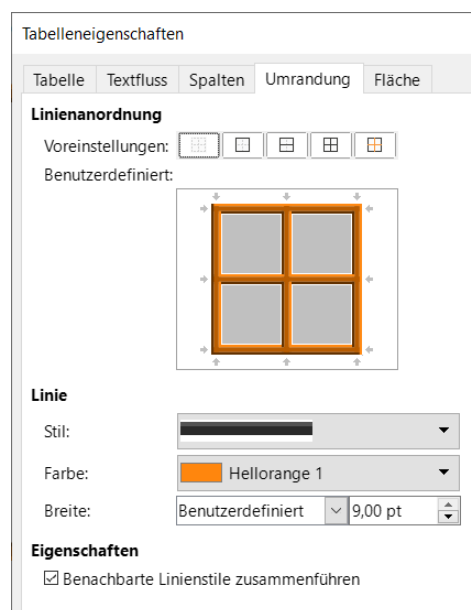 Tabelleneigenschaften
Tabelle Textfluss Spalten Umrandung Fläche
Linienanordnung
Voreinstellungen:
Benutzerdefiniert:
Linie
Stil:
Farbe: Hellorange 1
Breite: Benutzerdefiniert 9,00 pt
Eigenschaften
Benachbarte Linienstile zusammenführen